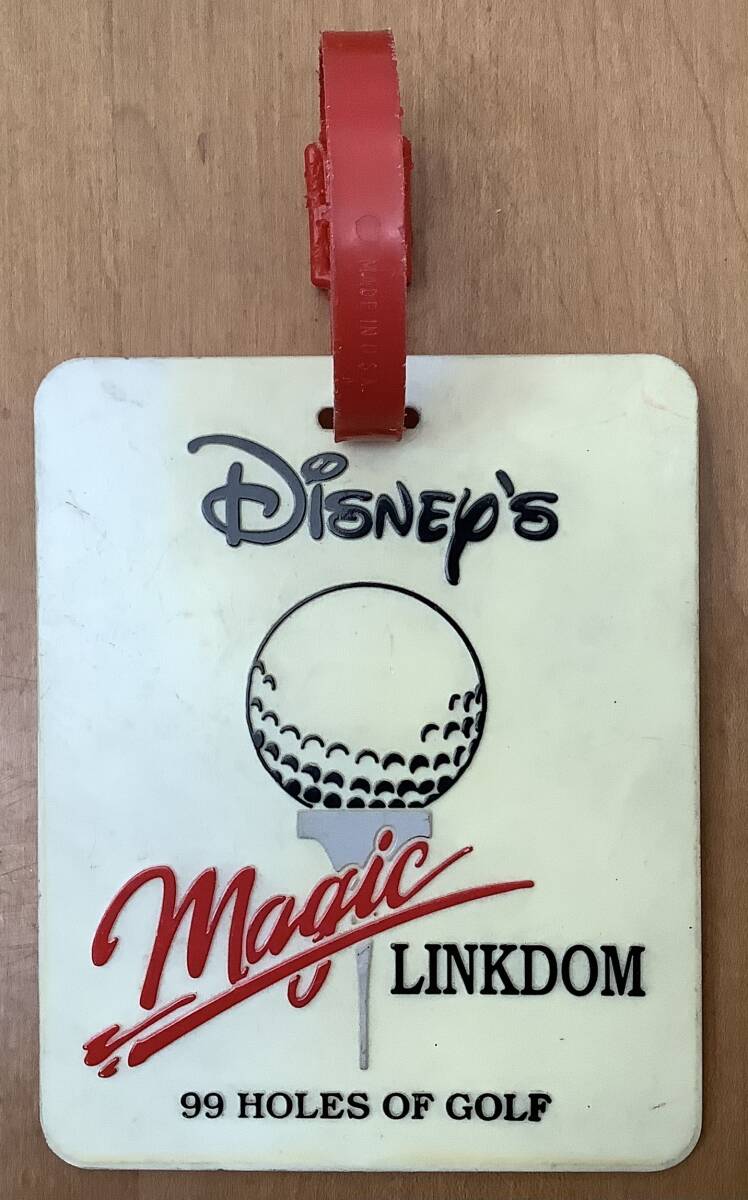 MADE IN U.S.A.
Disney's
Magic
LINKDOM
99 HOLES OF GOLF